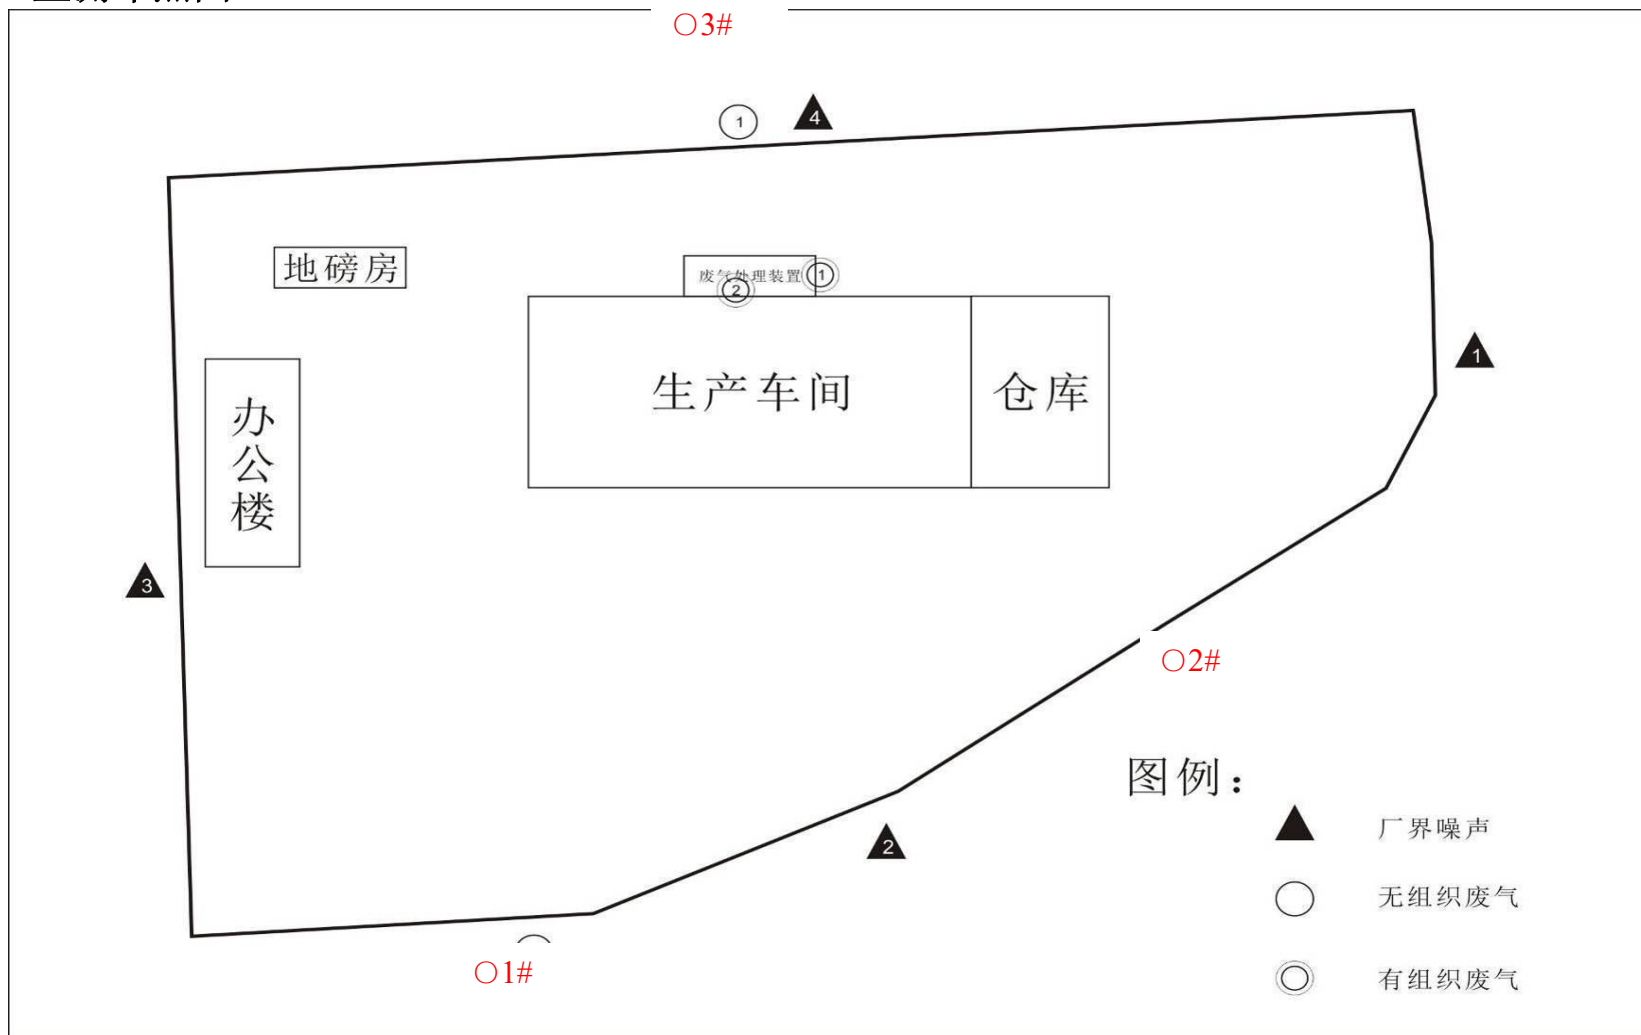 ○3#
1
4
地磅房
废气处理装置
1
2
生产车间
仓库
1
办公楼
3
○2#
图例：
2
厂界噪声
无组织废气
○1#
有组织废气